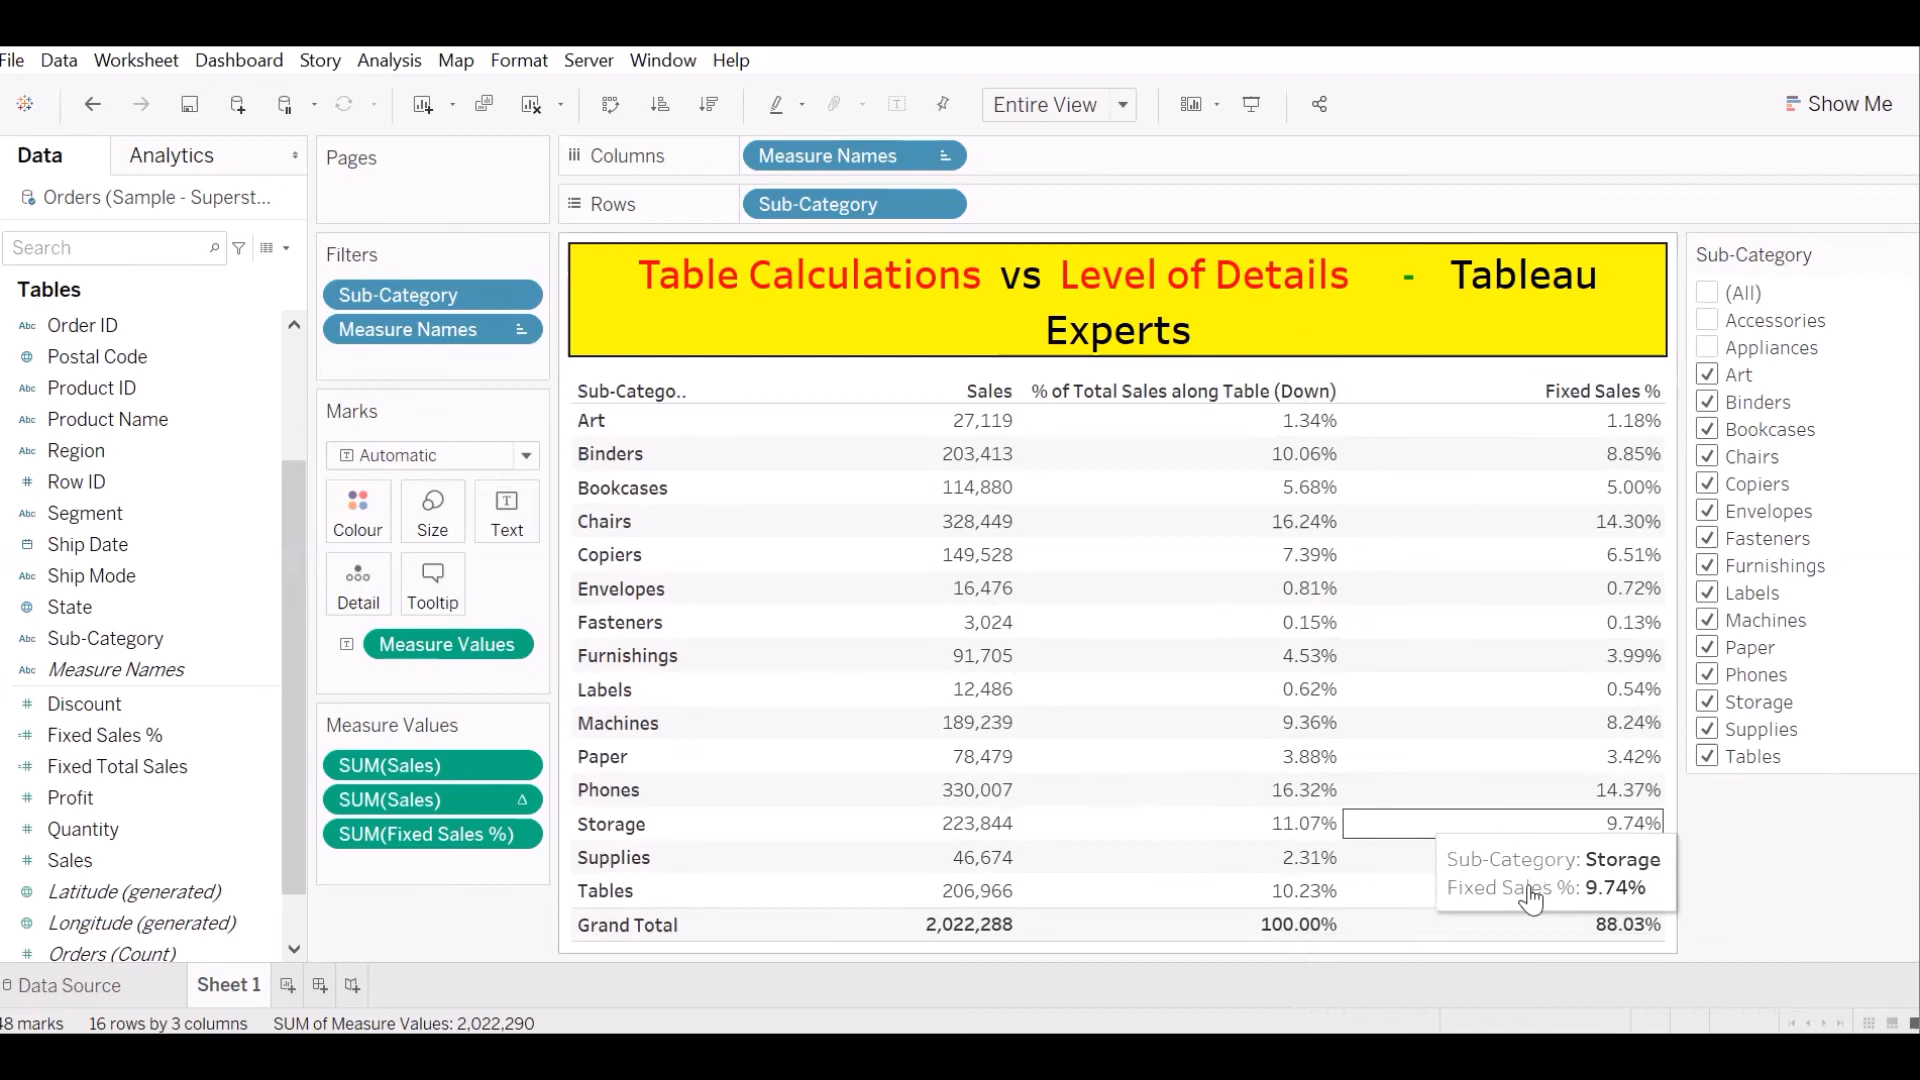 File Data Worksheet Dashboard Story Analysis Map Format Server Window Help
Entire View
Show Me
Data Analytics
Orders (Sample - Superst...
Search
Tables
Abc Order ID
Postal Code
Abc Product ID
Abc Product Name
Abc Region
# Row ID
Abc Segment
Ship Date
Abc Ship Mode
State
Abc Sub-Category
Abc Measure Names
# Discount
=# Fixed Sales %
=# Fixed Total Sales
# Profit
# Quantity
# Sales
Latitude (generated)
Longitude (generated)
Orders (Count)
Pages
Filters
Sub-Category
Measure Names
Marks
Automatic
Colour Size Text
Detail Tooltip
Measure Values
Measure Values
SUM(Sales)
SUM(Sales) Δ
SUM(Fixed Sales %)
Columns Measure Names
Rows Sub-Category
Table Calculations vs Level of Details - Tableau
Experts
Sub-Catego.. Sales % of Total Sales along Table (Down) Fixed Sales %
Art 27,119 1.34% 1.18%
Binders 203,413 10.06% 8.85%
Bookcases 114,880 5.68% 5.00%
Chairs 328,449 16.24% 14.30%
Copiers 149,528 7.39% 6.51%
Envelopes 16,476 0.81% 0.72%
Fasteners 3,024 0.15% 0.13%
Furnishings 91,705 4.53% 3.99%
Labels 12,486 0.62% 0.54%
Machines 189,239 9.36% 8.24%
Paper 78,479 3.88% 3.42%
Phones 330,007 16.32% 14.37%
Storage 223,844 11.07% 9.74%
Supplies 46,674 2.31%
Tables 206,966 10.23%
Grand Total 2,022,288 100.00% 88.03%
Sub-Category: Storage
Fixed Sales %: 9.74%
Sub-Category
(All)
Accessories
Appliances
Art
Binders
Bookcases
Chairs
Copiers
Envelopes
Fasteners
Furnishings
Labels
Machines
Paper
Phones
Storage
Supplies
Tables
Data Source Sheet 1
48 marks 16 rows by 3 columns SUM of Measure Values: 2,022,290